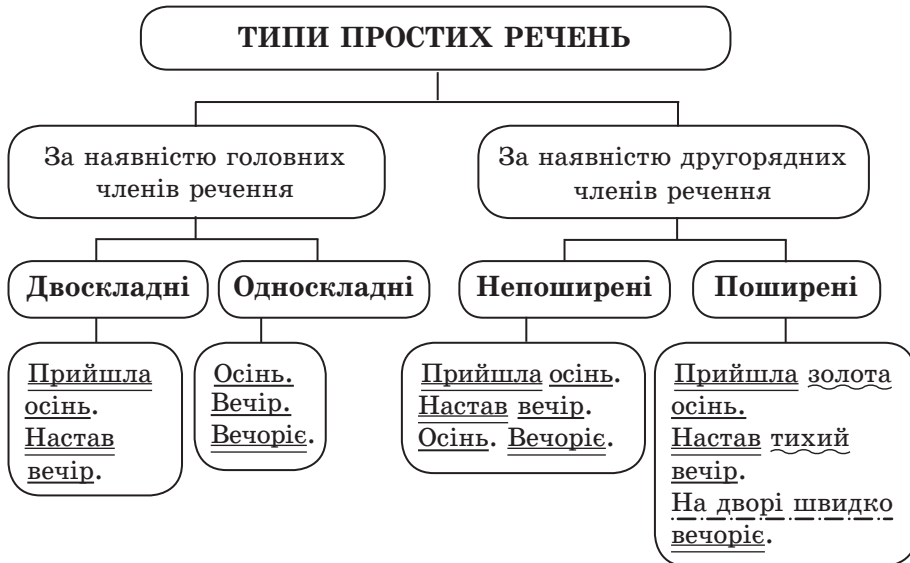 ТИПИ ПРОСТИХ РЕЧЕНЬ
За наявністю головних
членів речення
За наявністю другорядних
членів речення
Двоскладні
Односкладні
Непоширені
Поширені
Прийшла
осінь.
Настав
вечір.
Осінь.
Вечір.
Вечоріє.
Прийшла осінь.
Настав вечір.
Осінь. Вечоріє.
Прийшла золота
осінь.
Настав тихий
вечір.
На дворі швидко
вечоріє.